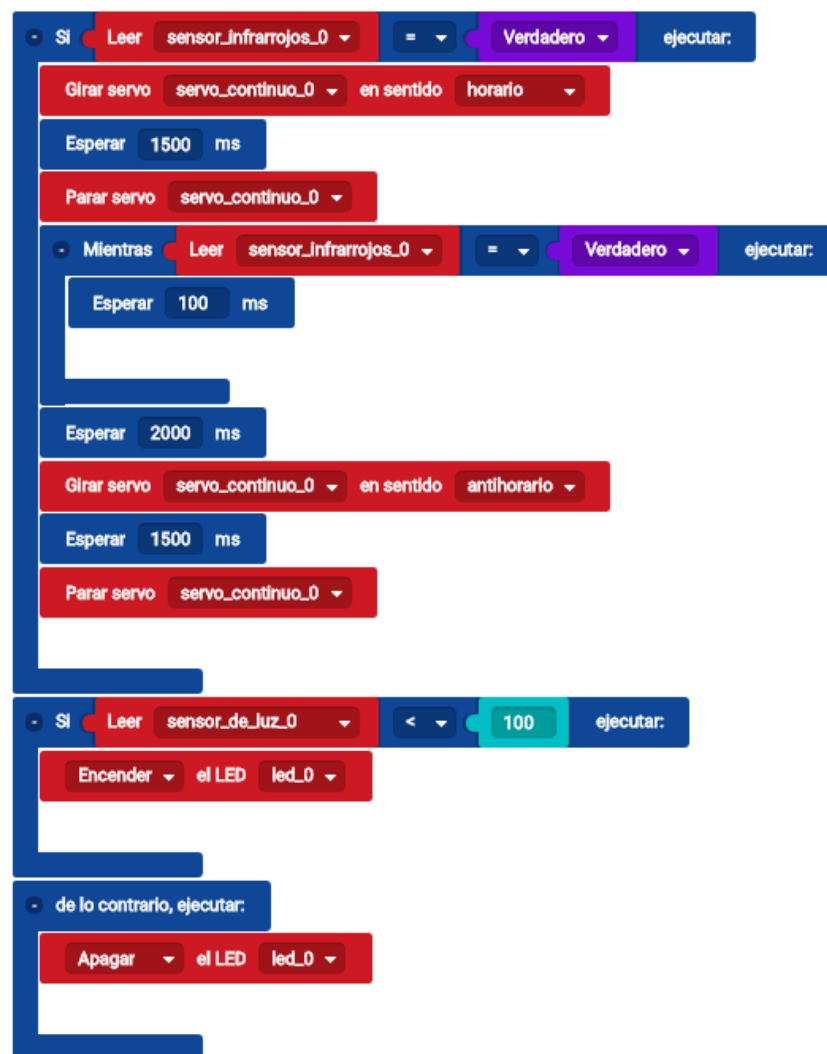 Si Leer sensor_infrarrojos_0 = Verdadero ejecutar:
Girar servo servo_continuo_0 en sentido horario
Esperar 1500 ms
Parar servo servo_continuo_0
Mientras Leer sensor_infrarrojos_0 = Verdadero ejecutar:
Esperar 100 ms
Esperar 2000 ms
Girar servo servo_continuo_0 en sentido antihorario
Esperar 1500 ms
Parar servo servo_continuo_0
Si Leer sensor_de_luz_0 < 100 ejecutar:
Encender el LED led_0
de lo contrario, ejecutar:
Apagar el LED led_0